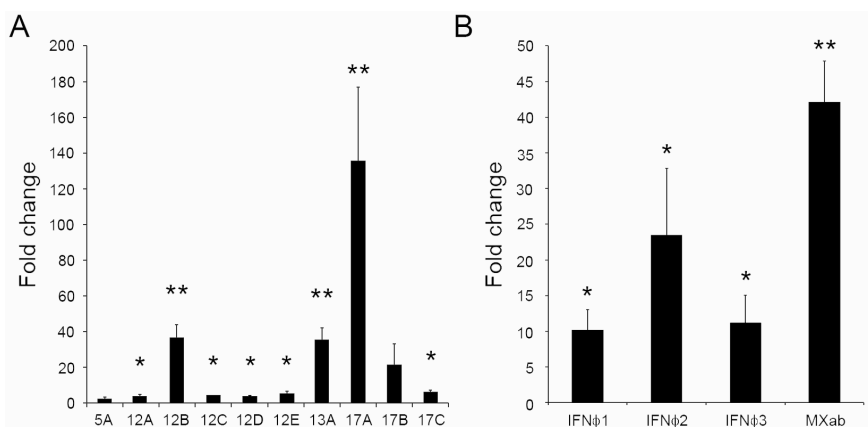 A
Fold change
200
180
160
140
120
100
80
60
40
20
0
* ** * * * ** ** *
5A 12A 12B 12C 12D 12E 13A 17A 17B 17C
B
Fold change
50
45
40
35
30
25
20
15
10
5
0
* * * **
IFNϕ1 IFNϕ2 IFNϕ3 MXab